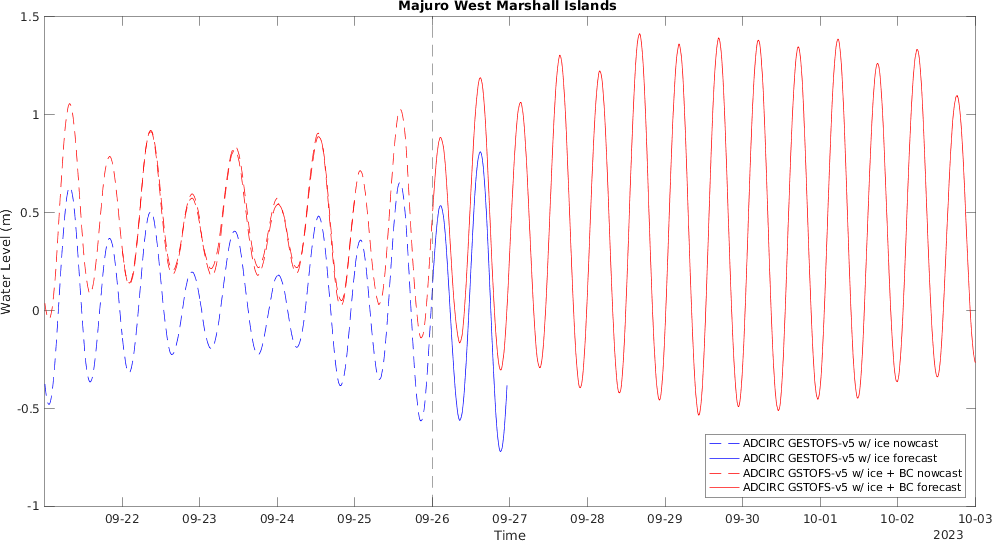 Majuro West Marshall Islands
1.5
1
0.5
0
-0.5
-1
Water Level (m)
ADCIRC GESTOFS-v5 w/ ice nowcast
ADCIRC GESTOFS-v5 w/ ice forecast
ADCIRC GSTOFS-v5 w/ ice + BC nowcast
ADCIRC GSTOFS-v5 w/ ice + BC forecast
09-22 09-23 09-24 09-25 09-26 09-27 09-28 09-29 09-30 10-01 10-02 10-03
Time
2023